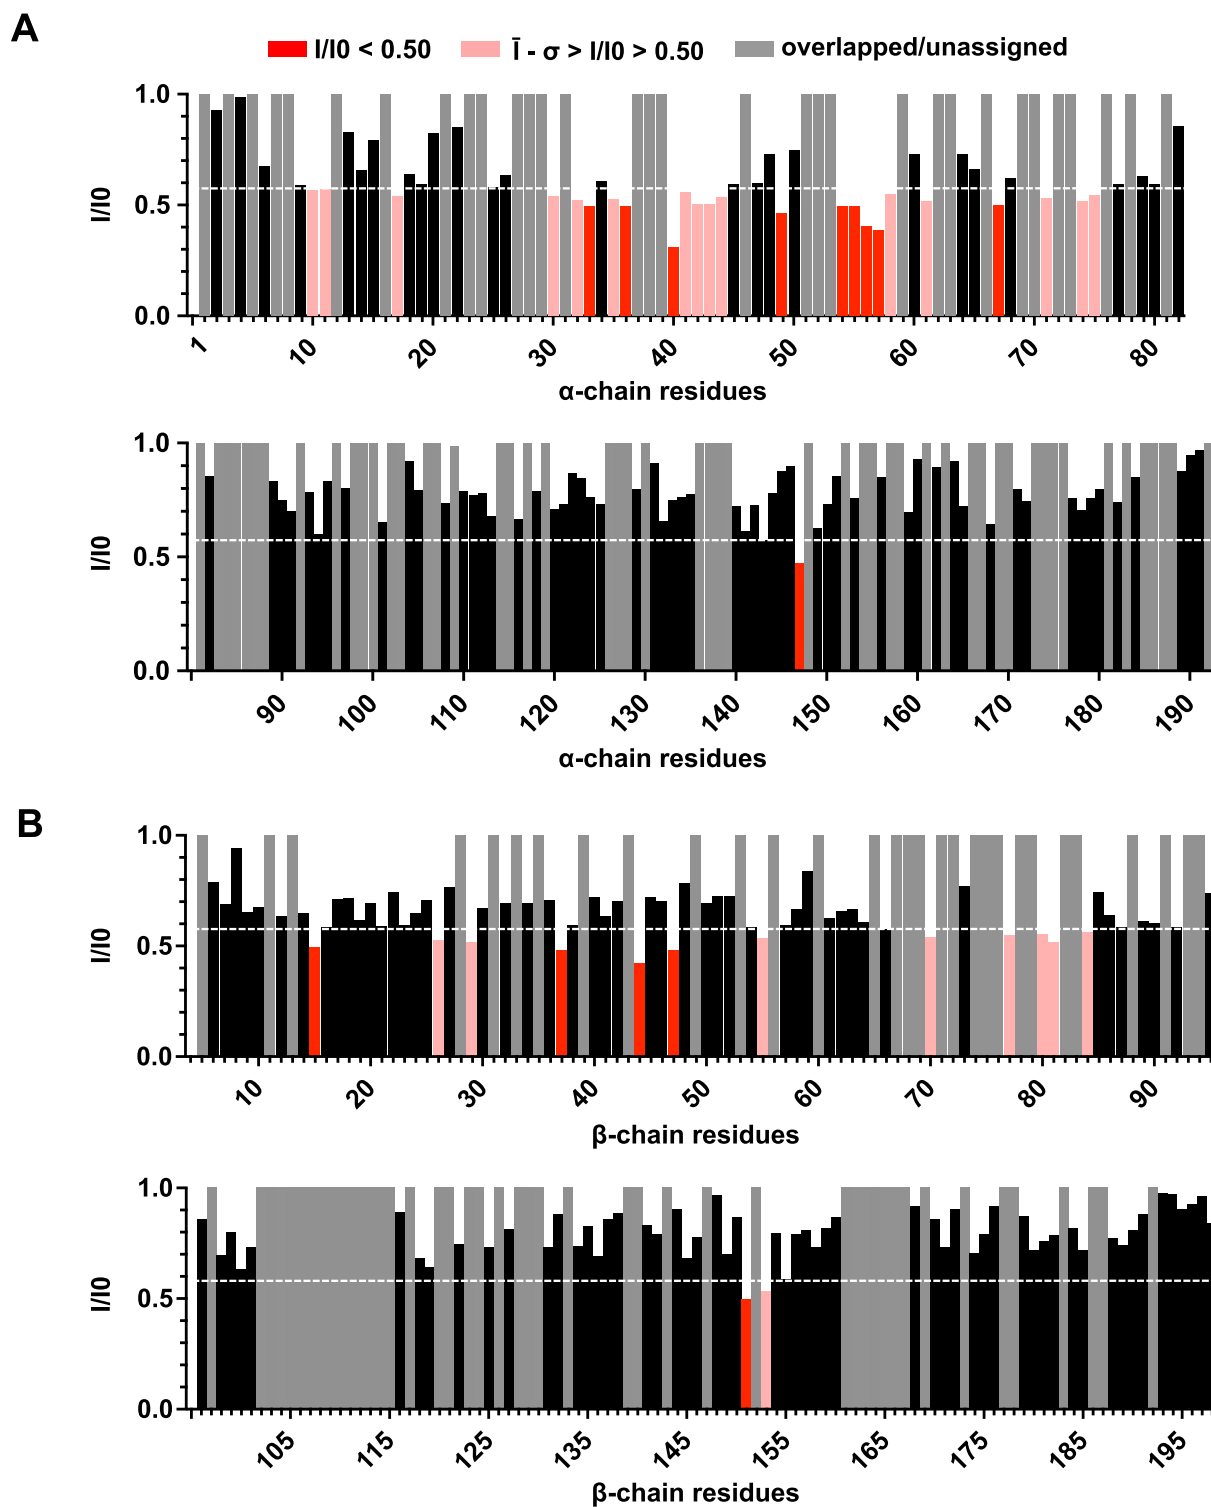 A
I/I0 < 0.50
Ī - σ > I/I0 > 0.50
overlapped/unassigned
1.0
0.5
0.0
I/I0
1 10 20 30 40 50 60 70 80
α-chain residues
1.0
0.5
0.0
I/I0
90 100 110 120 130 140 150 160 170 180 190
α-chain residues
B
1.0
0.5
0.0
I/I0
10 20 30 40 50 60 70 80 90
β-chain residues
1.0
0.5
0.0
I/I0
105 115 125 135 145 155 165 175 185 195
β-chain residues